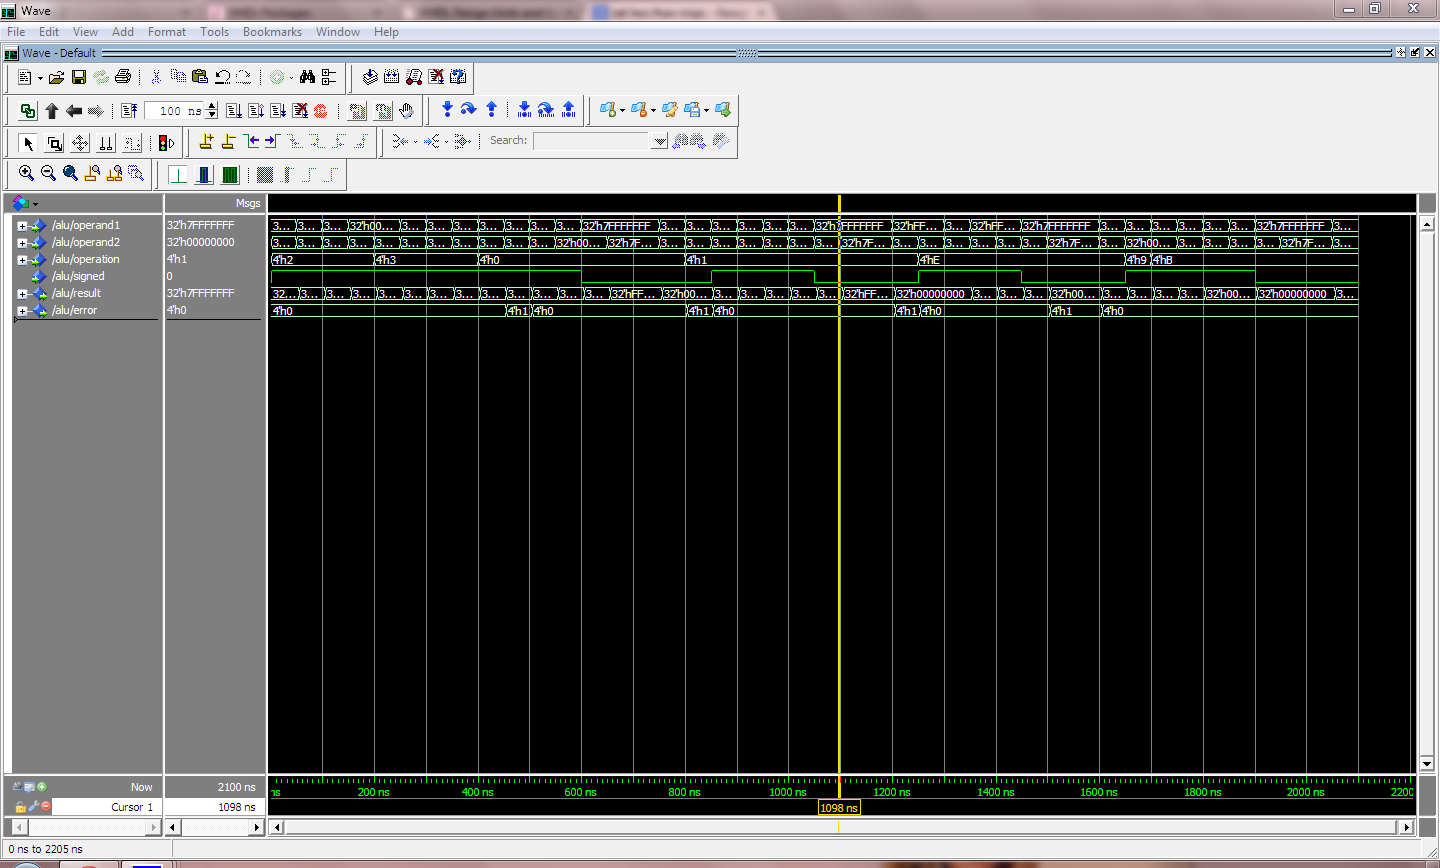 Wave
File Edit View Add Format Tools Bookmarks Window Help
Wave - Default
100 ns
Search:
Msgs
/alu/operand1 32'h7FFFFFFF 3... 3... 3... 32'h00... 3... 3... 3... 3... 3... 3... 3... 32'h7FFFFFFF 3... 3... 3... 3... 3... 3... 32'h7FFFFFFF 32'hFF... 3... 32'hFF... 32'h7FFFFFFF 3... 3... 3... 3... 3... 3... 32'h7FFFFFFF 3...
/alu/operand2 32'h00000000 3... 3... 3... 3... 3... 3... 3... 3... 3... 3... 3... 32'h00... 32'h7F... 3... 3... 3... 3... 3... 3... 3... 32'h7F... 3... 3... 3... 3... 3... 3... 32'h7F... 3... 32'h00... 3... 3... 3... 3... 32'h7F... 3...
/alu/operation 4'h1 4'h2 4'h3 4'h0 4'h1 4'hE 4'h9 4'hB
/alu/signed 0
/alu/result 32'h7FFFFFFF 32... 3... 3... 3... 3... 3... 3... 3... 3... 3... 3... 3... 3... 32'hFF... 32'h00... 3... 3... 3... 3... 3... 3... 32'hFF... 32'h00000000 3... 3... 3... 32'h00... 3... 3... 3... 3... 32'h00... 32'h00000000 3...
/alu/error 4'h0 4'h0 4'h1 4'h0 4'h1 4'h0 4'h1 4'h0 4'h1 4'h0
Now 2100 ns ns 200 ns 400 ns 600 ns 800 ns 1000 ns 1200 ns 1400 ns 1600 ns 1800 ns 2000 ns 2200
Cursor 1 1098 ns 1098 ns
0 ns to 2205 ns